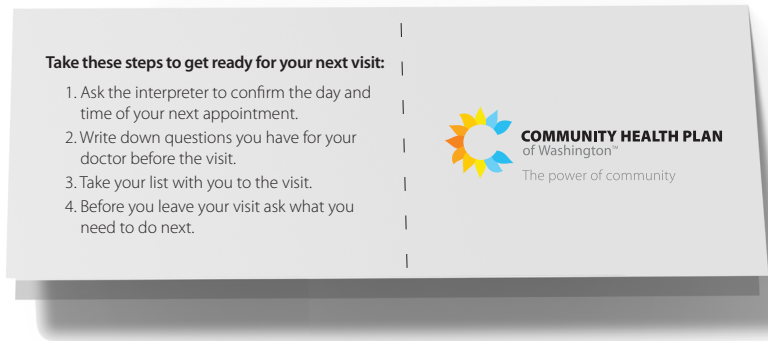 Take these steps to get ready for your next visit:
1. Ask the interpreter to confirm the day and
time of your next appointment.
2. Write down questions you have for your
doctor before the visit.
3. Take your list with you to the visit.
4. Before you leave your visit ask what you
need to do next.
COMMUNITY HEALTH PLAN
of Washington™
The power of community